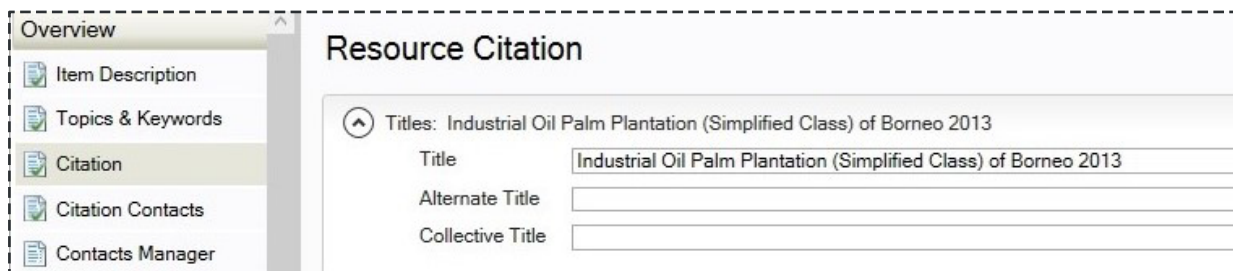 Overview
Item Description
Topics & Keywords
Citation
Citation Contacts
Contacts Manager
Resource Citation
Titles: Industrial Oil Palm Plantation (Simplified Class) of Borneo 2013
Title Industrial Oil Palm Plantation (Simplified Class) of Borneo 2013
Alternate Title
Collective Title